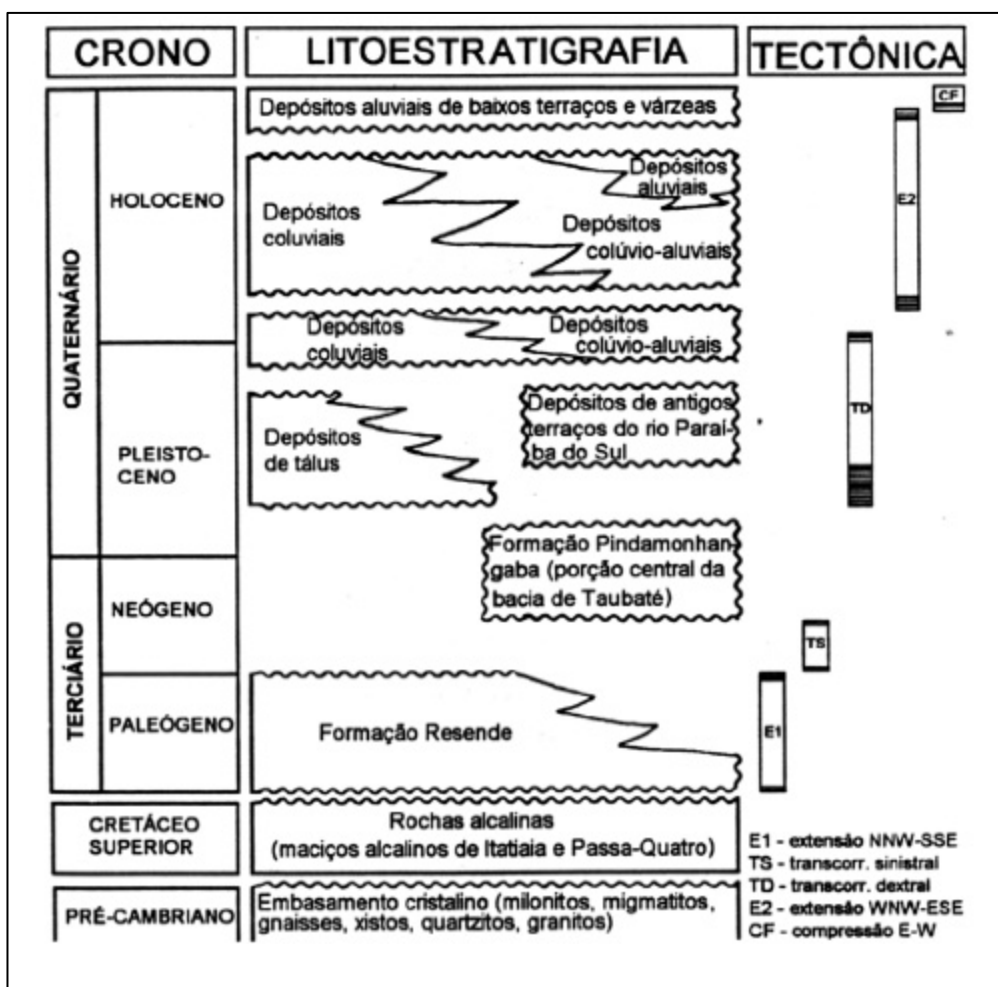 CRONO
LITOESTRATIGRAFIA
TECTÔNICA
QUATERNÁRIO
HOLOCENO
PLEISTO-
CENO
TERCIÁRIO
NEÓGENO
PALEÓGENO
CRETÁCEO
SUPERIOR
PRÉ-CAMBRIANO
Depósitos aluviais de baixos terraços e várzeas
Depósitos
coluviais
Depósitos
aluviais
Depósitos
colúvio-aluviais
Depósitos
coluviais
Depósitos
colúvio-aluviais
Depósitos
de tálus
Depósitos de antigos
terraços do rio Paraí-
ba do Sul
Formação Pindamonhan-
gaba (porção central da
bacia de Taubaté)
Formação Resende
Rochas alcalinas
(maciços alcalinos de Itatiaia e Passa-Quatro)
Embasamento cristalino (milonitos, migmatitos,
gnaisses, xistos, quartzitos, granitos)
CF
E2
TD
TS
E1
E1 - extensão NNW-SSE
TS - transcorr. sinistral
TD - transcorr. dextral
E2 - extensão WNW-ESE
CF - compressão E-W